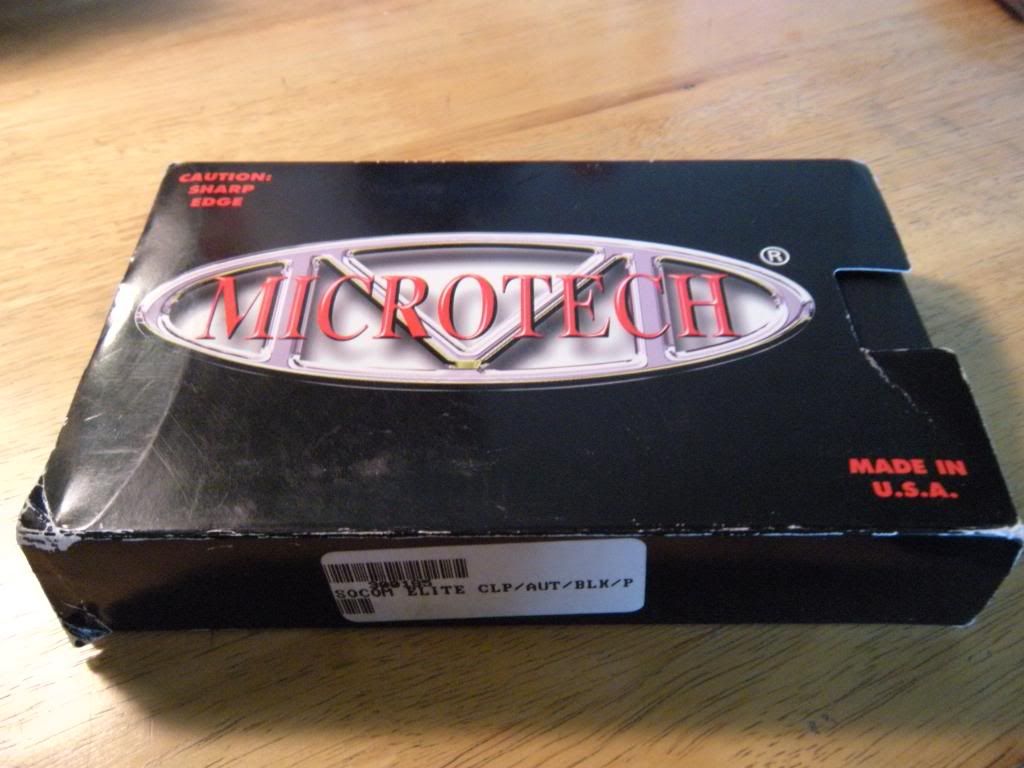 CAUTION:
SHARP
EDGE
MICROTECH®
MADE IN
U.S.A.
SOCOM ELITE CLP/AUT/BLK/P